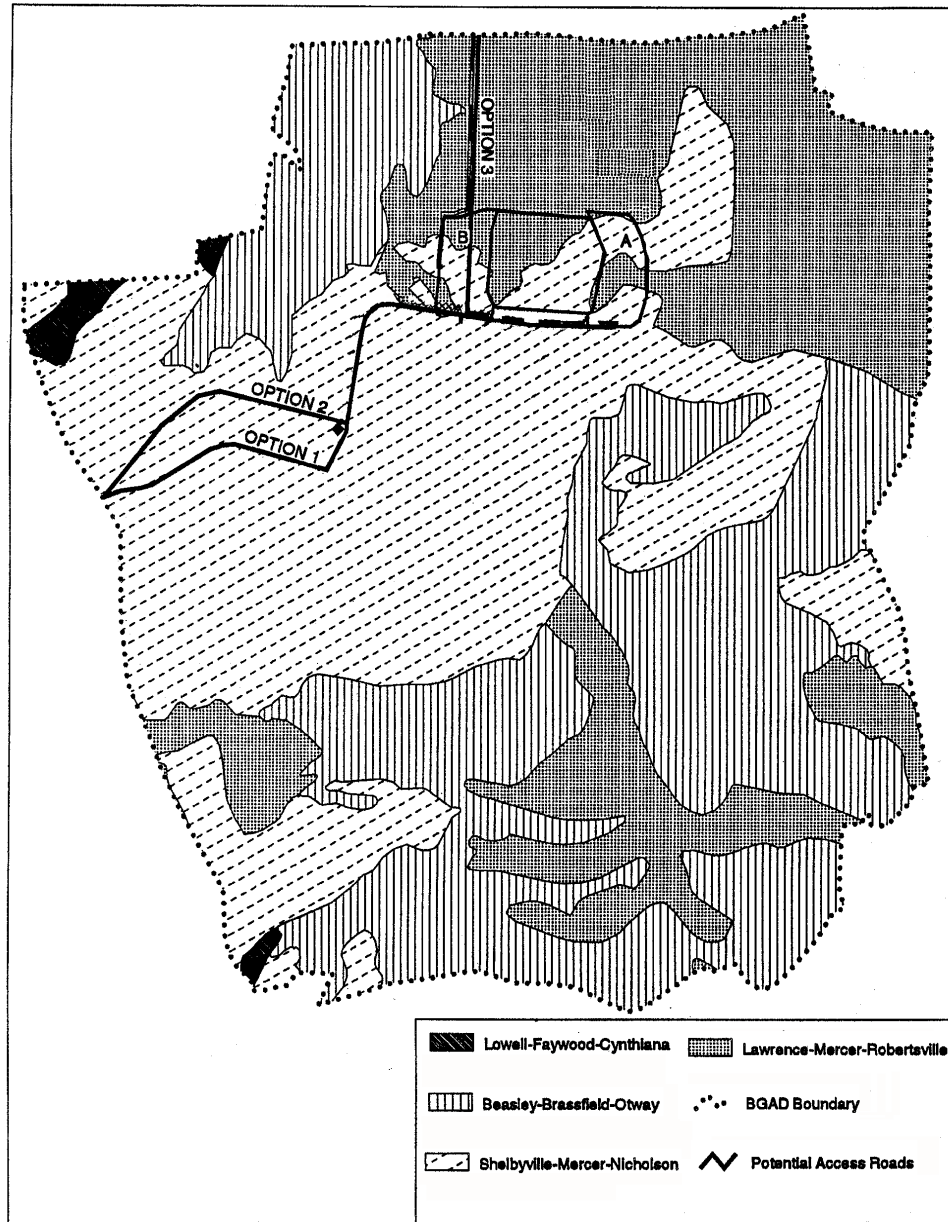 OPTION 3
B
A
OPTION 2
OPTION 1
Lowell-Faywood-Cynthiana
Lawrence-Mercer-Robertsville
Beasley-Brassfield-Otway
BGAD Boundary
Shelbyville-Mercer-Nicholson
Potential Access Roads